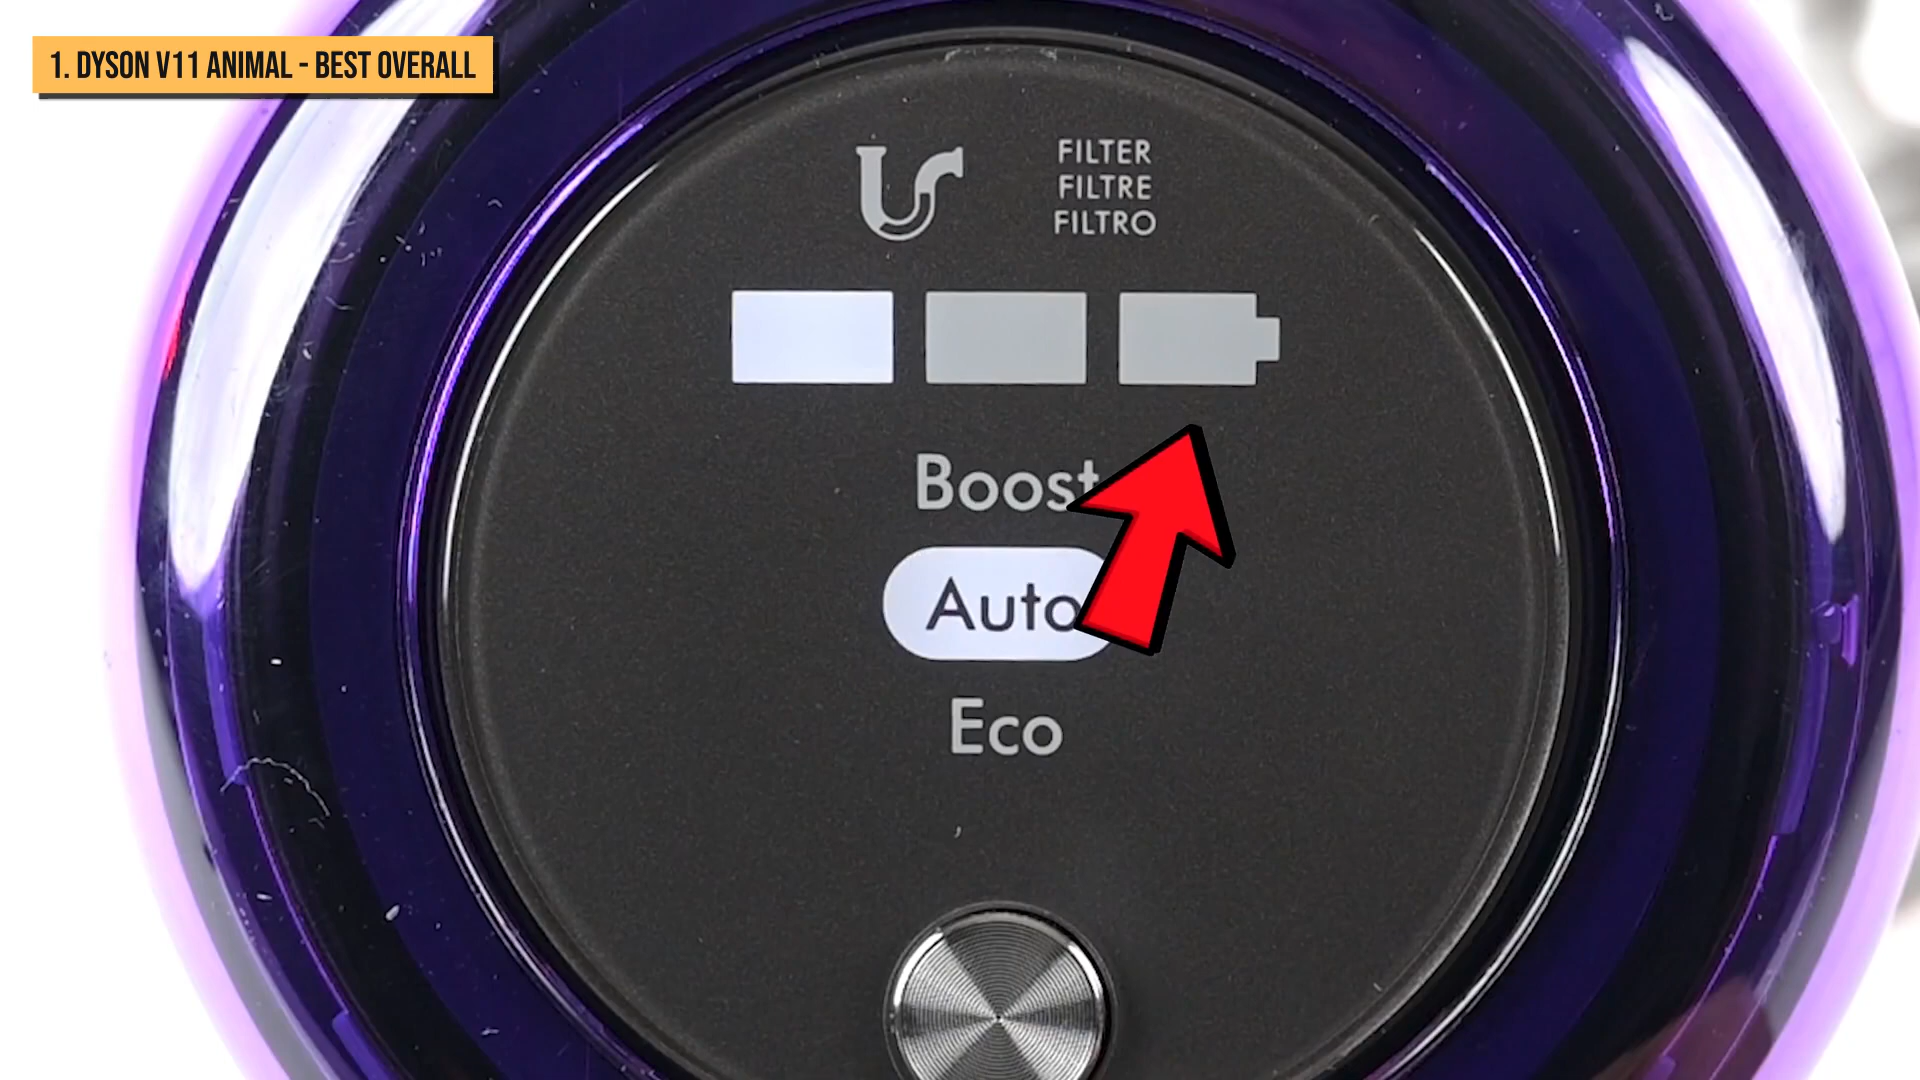 1. DYSON V11 ANIMAL - BEST OVERALL
FILTER
FILTRE
FILTRO
Boost
Auto
Eco